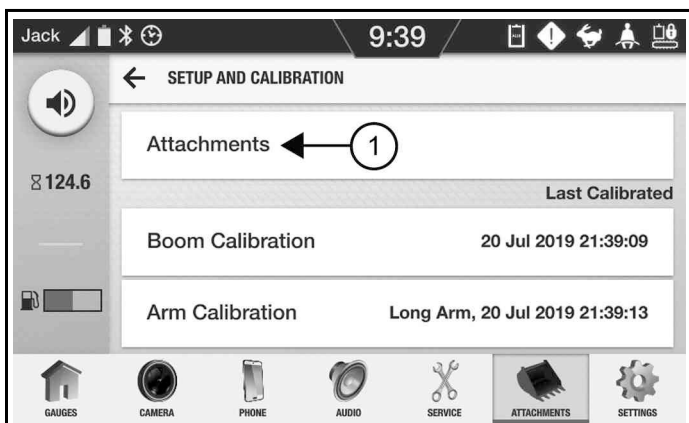 Jack 9:39
SETUP AND CALIBRATION
Attachments 1
124.6
Last Calibrated
Boom Calibration 20 Jul 2019 21:39:09
Arm Calibration Long Arm, 20 Jul 2019 21:39:13
GAUGES CAMERA PHONE AUDIO SERVICE ATTACHMENTS SETTINGS